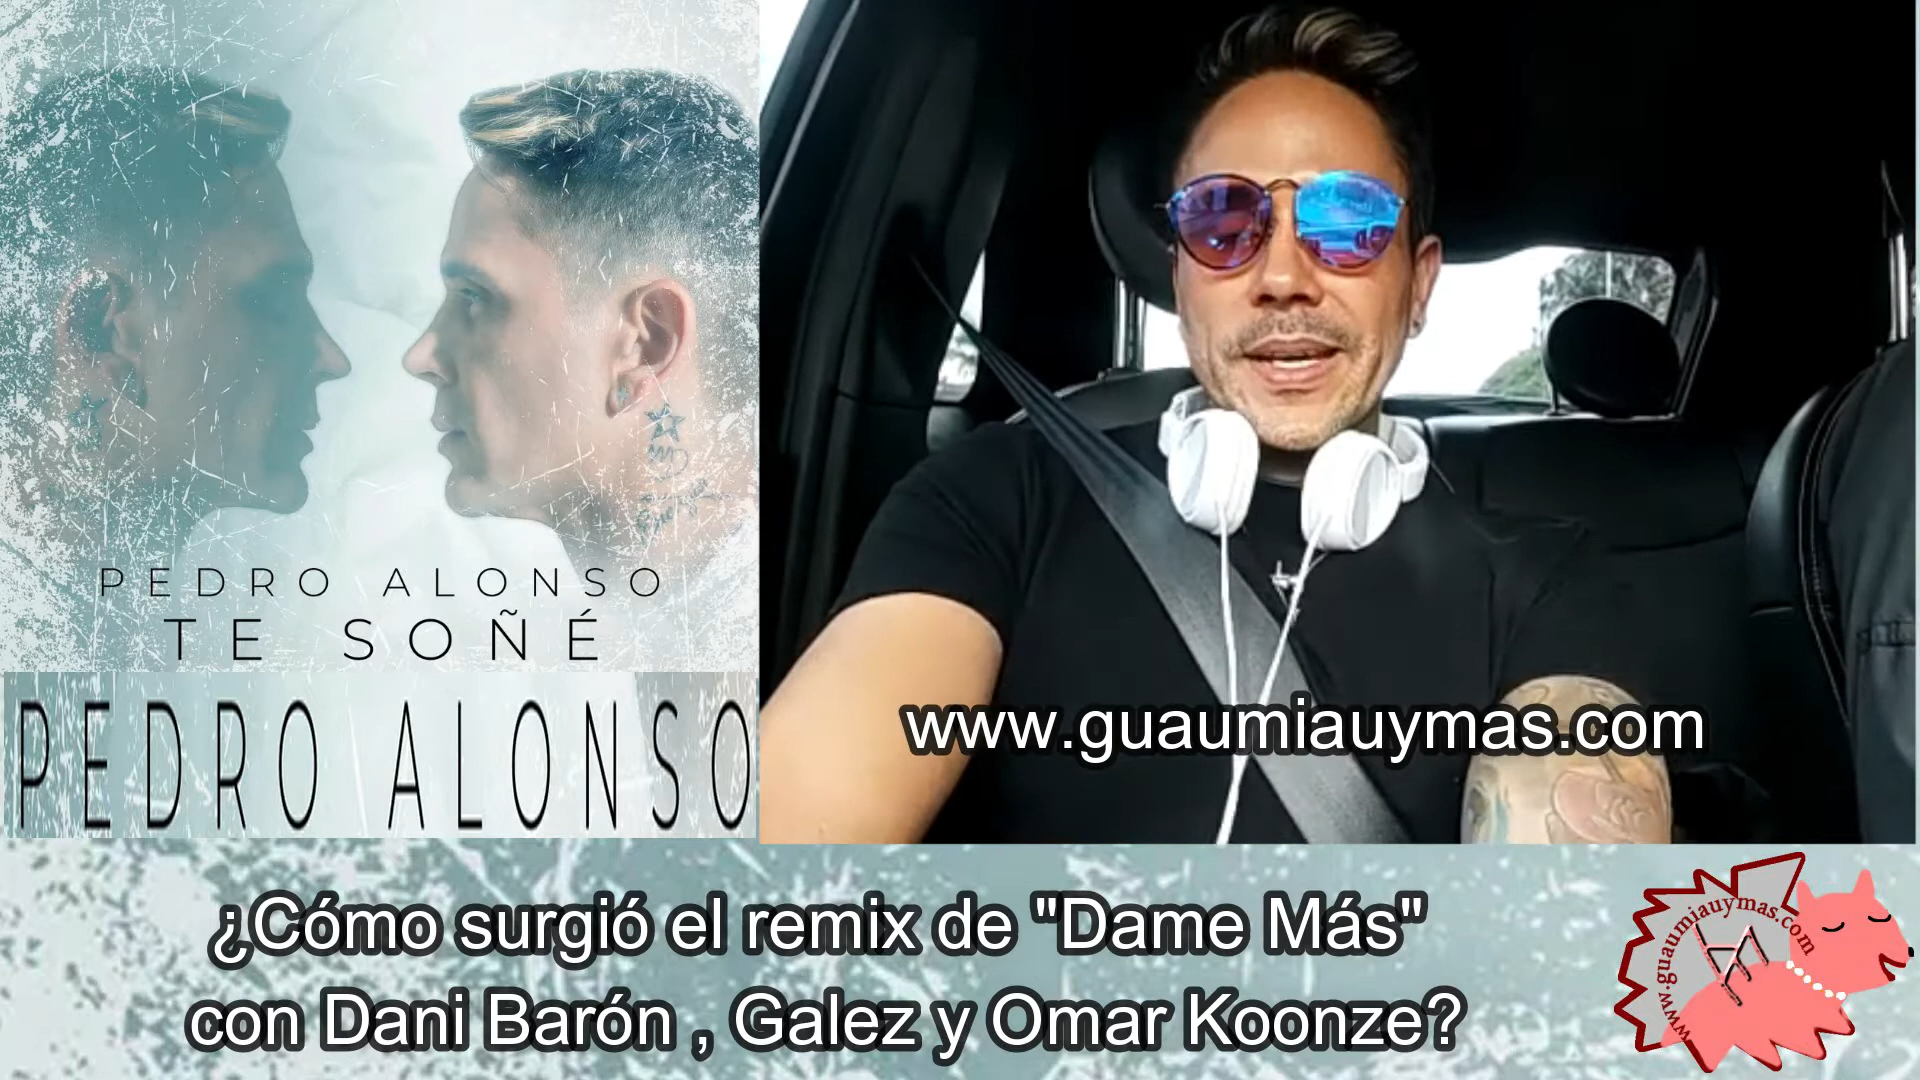 PEDRO ALONSO
TE SOÑÉ
PEDRO ALONSO
www.guaumiauymas.com
¿Cómo surgió el remix de "Dame Más"
con Dani Barón , Galez y Omar Koonze?
www.guaumiauymas.com